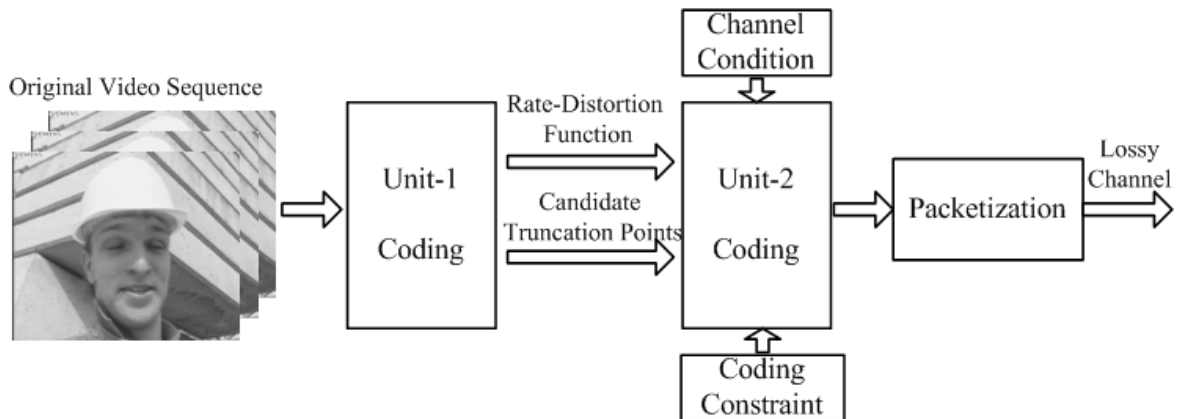 Original Video Sequence
SIEMENS
Unit-1
Coding
Rate-Distortion
Function
Candidate
Truncation Points
Channel
Condition
Unit-2
Coding
Coding
Constraint
Packetization
Lossy
Channel